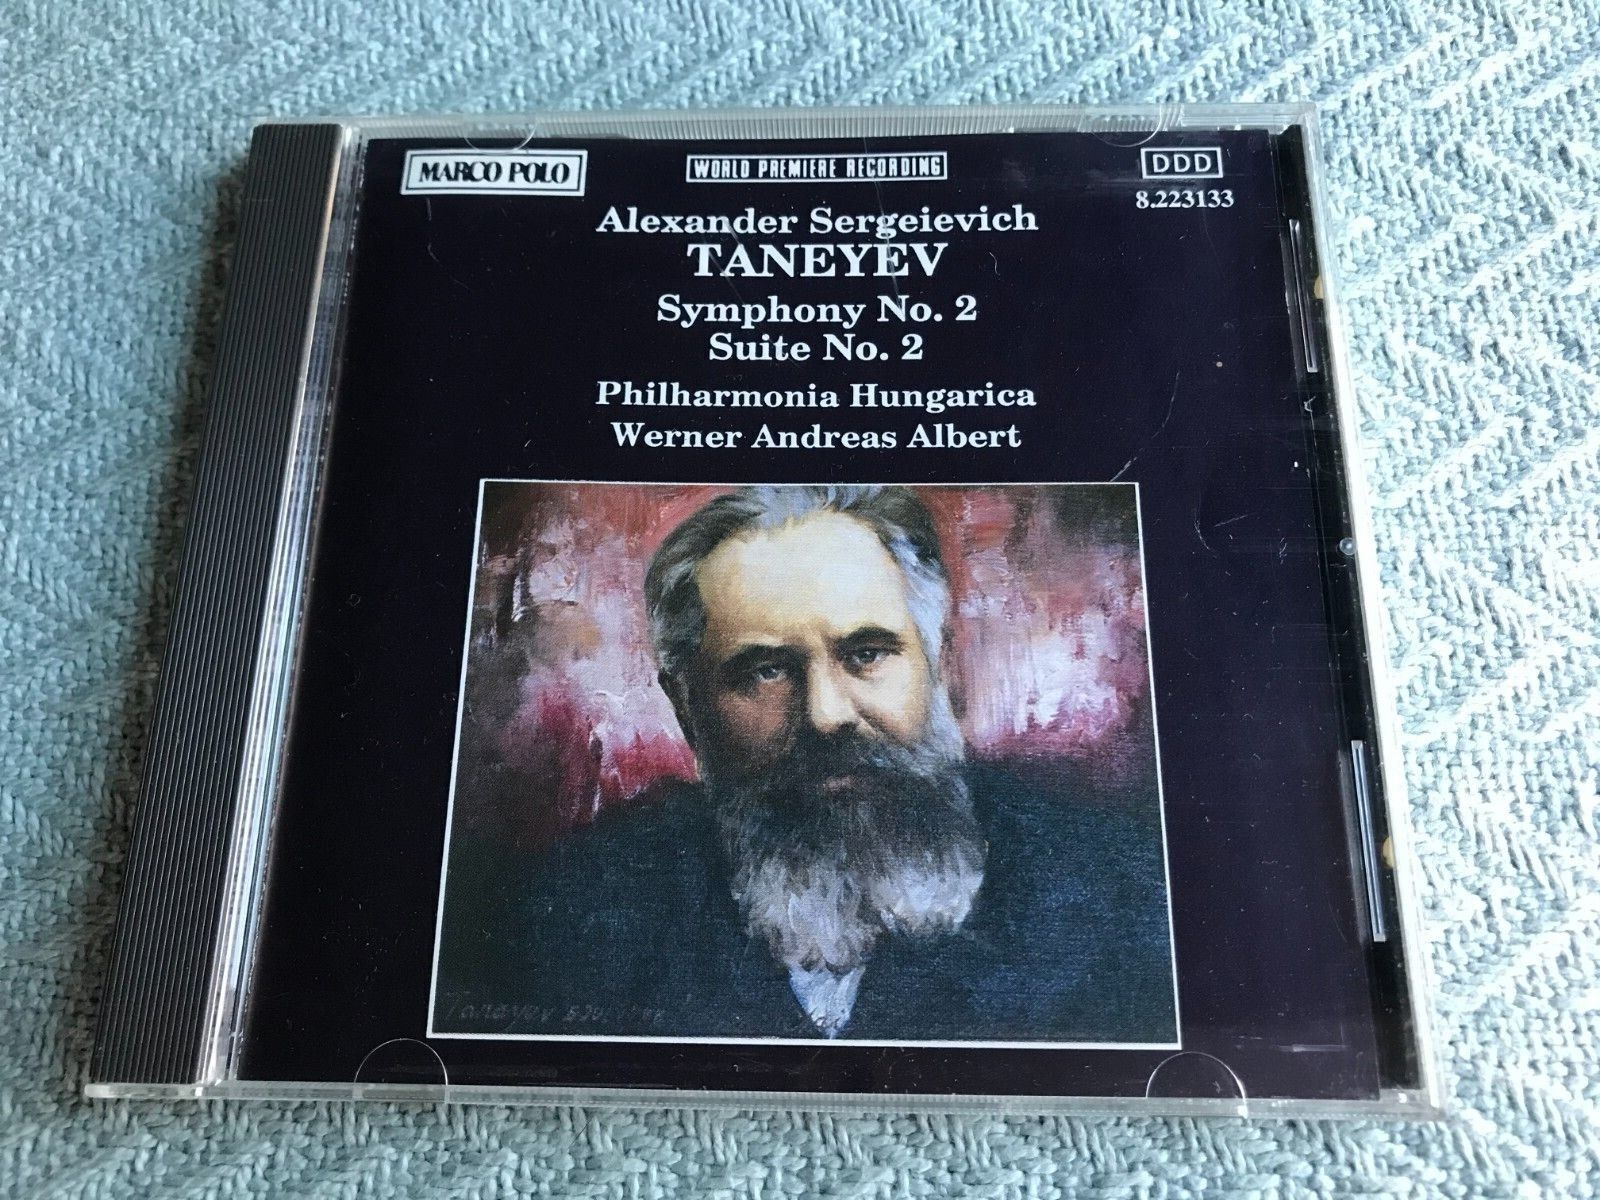 MARCO POLO
WORLD PREMIERE RECORDING
DDD
8.223133
Alexander Sergeievich
TANEYEV
Symphony No. 2
Suite No. 2
Philharmonia Hungarica
Werner Andreas Albert
Taneyev